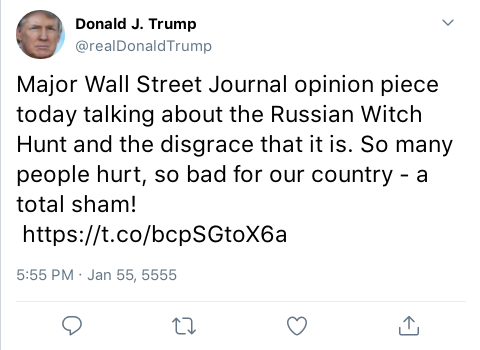 Donald J. Trump
@realDonaldTrump
Major Wall Street Journal opinion piece
today talking about the Russian Witch
Hunt and the disgrace that it is. So many
people hurt, so bad for our country - a
total sham!
https://t.co/bcpSGtoX6a
5:55 PM · Jan 55, 5555